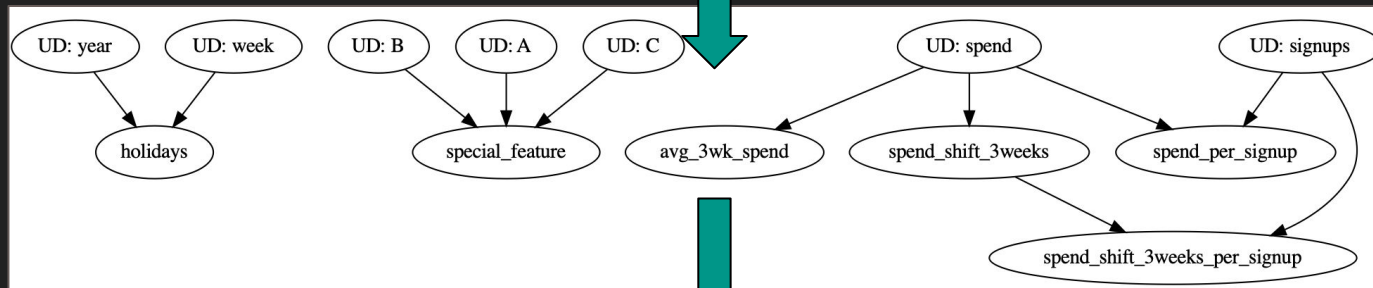 UD: year
UD: week
UD: B
UD: A
UD: C
UD: spend
UD: signups
holidays
special_feature
avg_3wk_spend
spend_shift_3weeks
spend_per_signup
spend_shift_3weeks_per_signup